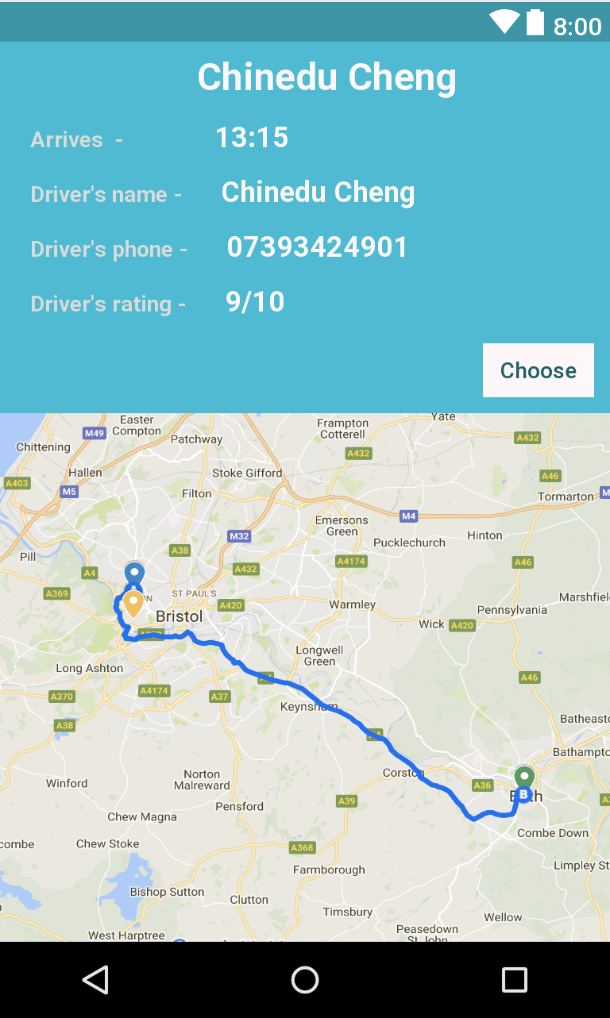 8:00
Chinedu Cheng
Arrives - 13:15
Driver's name - Chinedu Cheng
Driver's phone - 07393424901
Driver's rating - 9/10
Choose
Yate
Easter
Compton
M49
Frampton
Cotterell
Patchway
A432
Chittening
A432
Hallen
Stoke Gifford
A46
A403
M5
Filton
Tormarton
M4
Emersons
Green
M32
Hinton
Pucklechurch
A38
Pill
A4174
A46
A4
A432
A369
ST PAUL'S
Marshfie
A420
Warmley
Pennsylvania
Bristol
Wick
A420
Longwell
Green
Long Ashton
A46
A4174
A37
A370
Keynsham
Batheast
A38
Bathampto
Norton
Malreward
Corston
Winford
A36
B
Pensford
A39
Chew Magna
Combe Down
Chew Stoke
combe
A368
Limpley St
Farmborough
Bishop Sutton
Clutton
Timsbury
Wellow
Peasedown
St. John
West Harptree